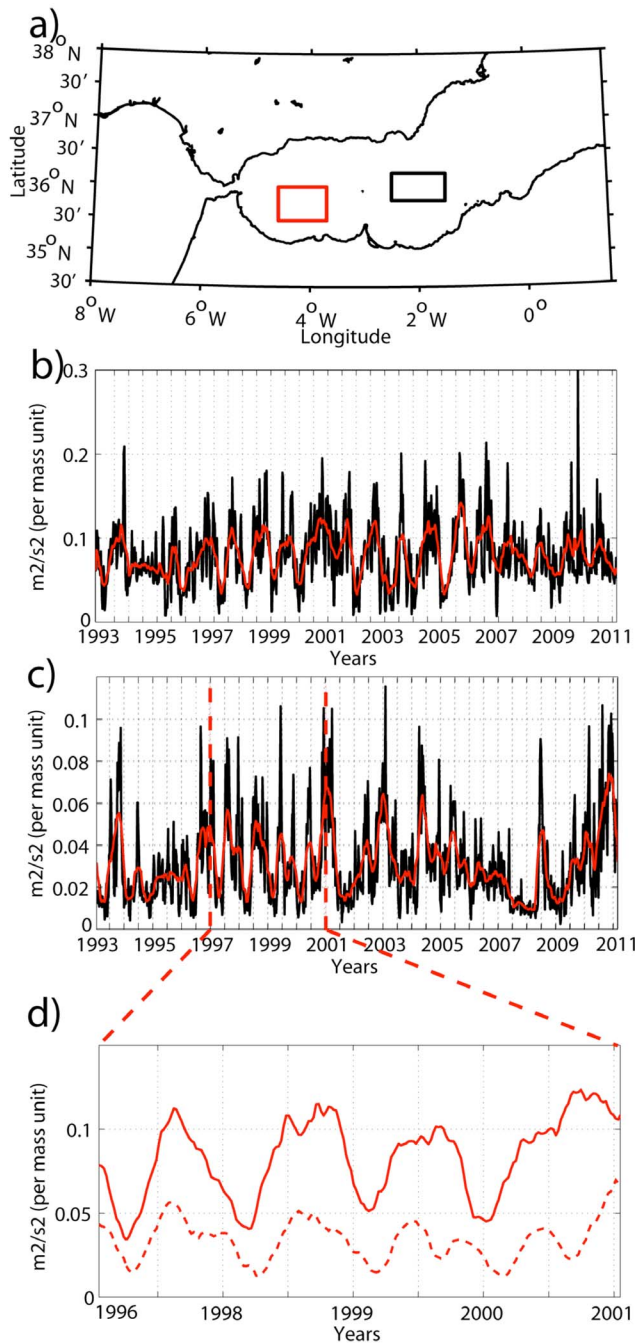 a)
38°N
30'
37°N
30'
36°N
30'
35°N
30'
Latitude
8°W
6°W
4°W
2°W
0°
Longitude
b)
0.3
0.2
0.1
0
m2/s2 (per mass unit)
1993 1995 1997 1999 2001 2003 2005 2007 2009 2011
Years
c)
0.1
0.08
0.06
0.04
0.02
0
m2/s2 (per mass unit)
1993 1995 1997 1999 2001 2003 2005 2007 2009 2011
Years
d)
0.1
0.05
0
m2/s2 (per mass unit)
1996 1998 1999 2000 2001
Years